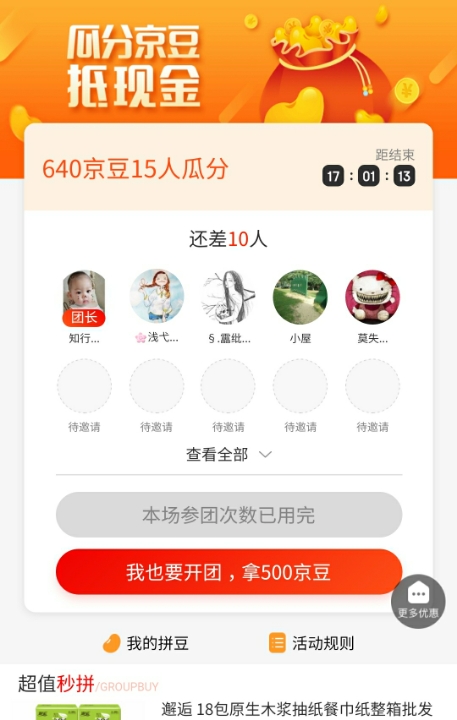 瓜分京豆
抵现金
640京豆15人瓜分
距结束
17 : 01 : 13
还差10人
团长
知行...
🌸浅弋...
小屋
莫失...
待邀请
待邀请
待邀请
待邀请
待邀请
查看全部
本场参团次数已用完
我也要开团，拿500京豆
更多优惠
我的拼豆
活动规则
超值秒拼/GROUPBUY
邂逅 18包原生木浆抽纸餐巾纸整箱批发